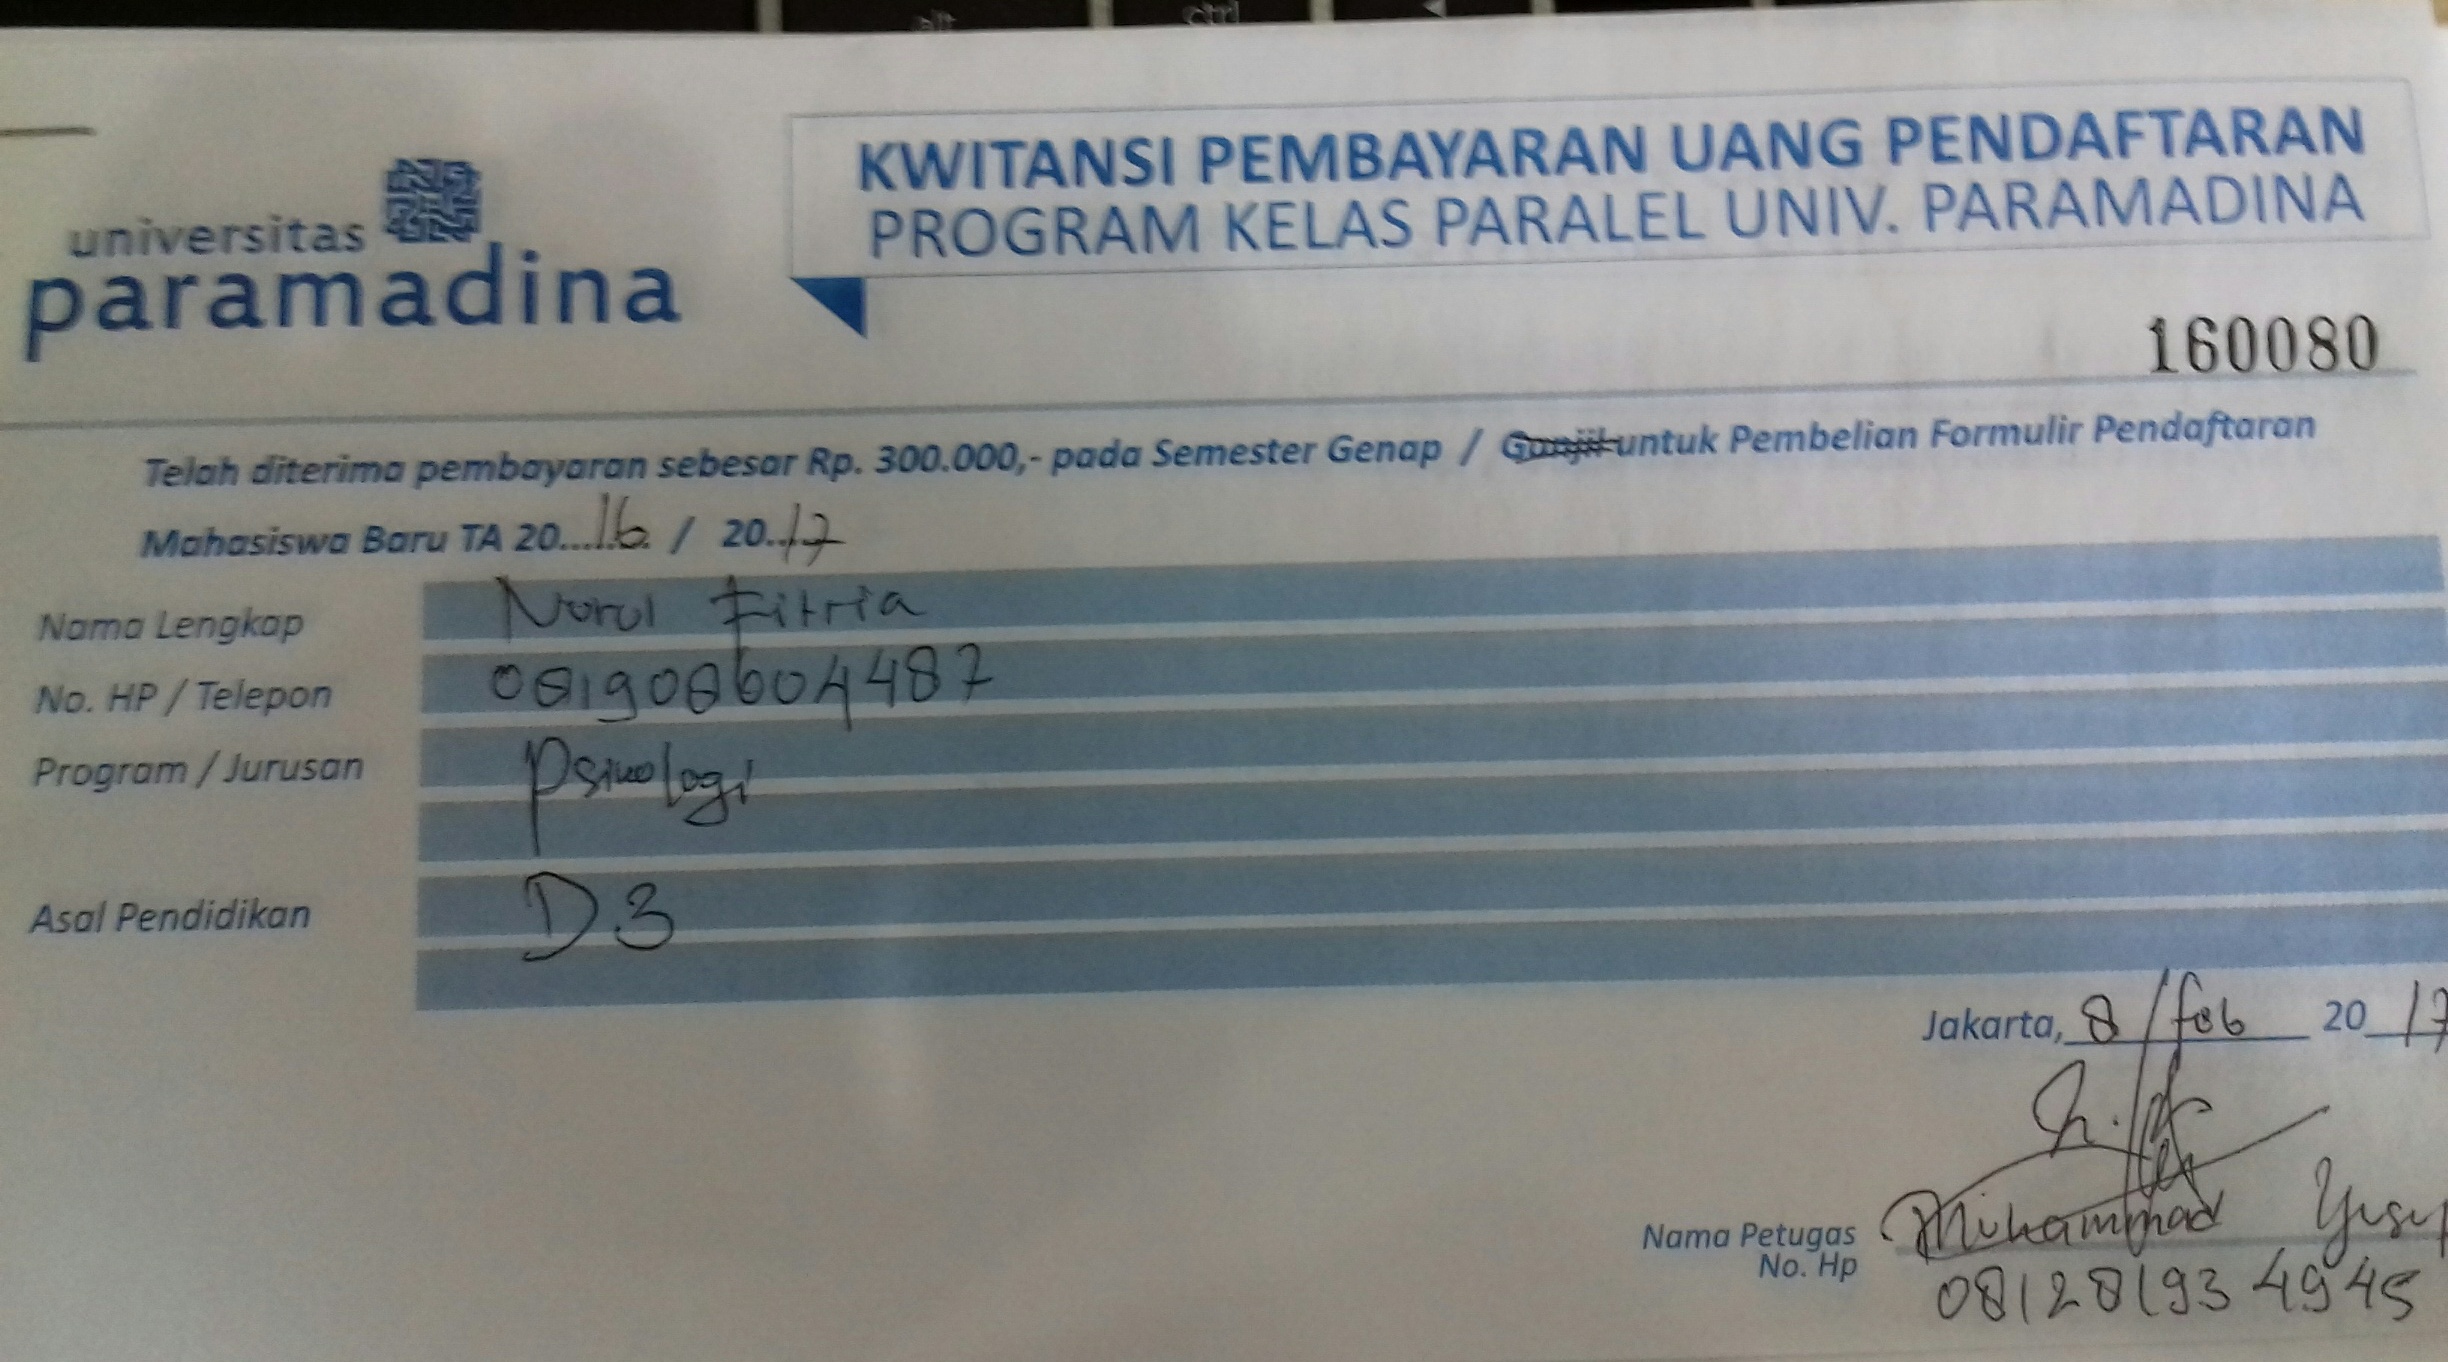 alt ctrl
universitas
paramadina
KWITANSI PEMBAYARAN UANG PENDAFTARAN
PROGRAM KELAS PARALEL UNIV. PARAMADINA
160080
Telah diterima pembayaran sebesar Rp. 300.000,- pada Semester Genap / Ganjil untuk Pembelian Formulir Pendaftaran
Mahasiswa Baru TA 20....16. / 20..17
Nama Lengkap Nurul Fitria
No. HP / Telepon 081908604487
Program / Jurusan Psikologi
Asal Pendidikan D3
Jakarta, 8 / Feb 20 17
Nama Petugas Muhammad Yusuf
No. Hp 081281934945